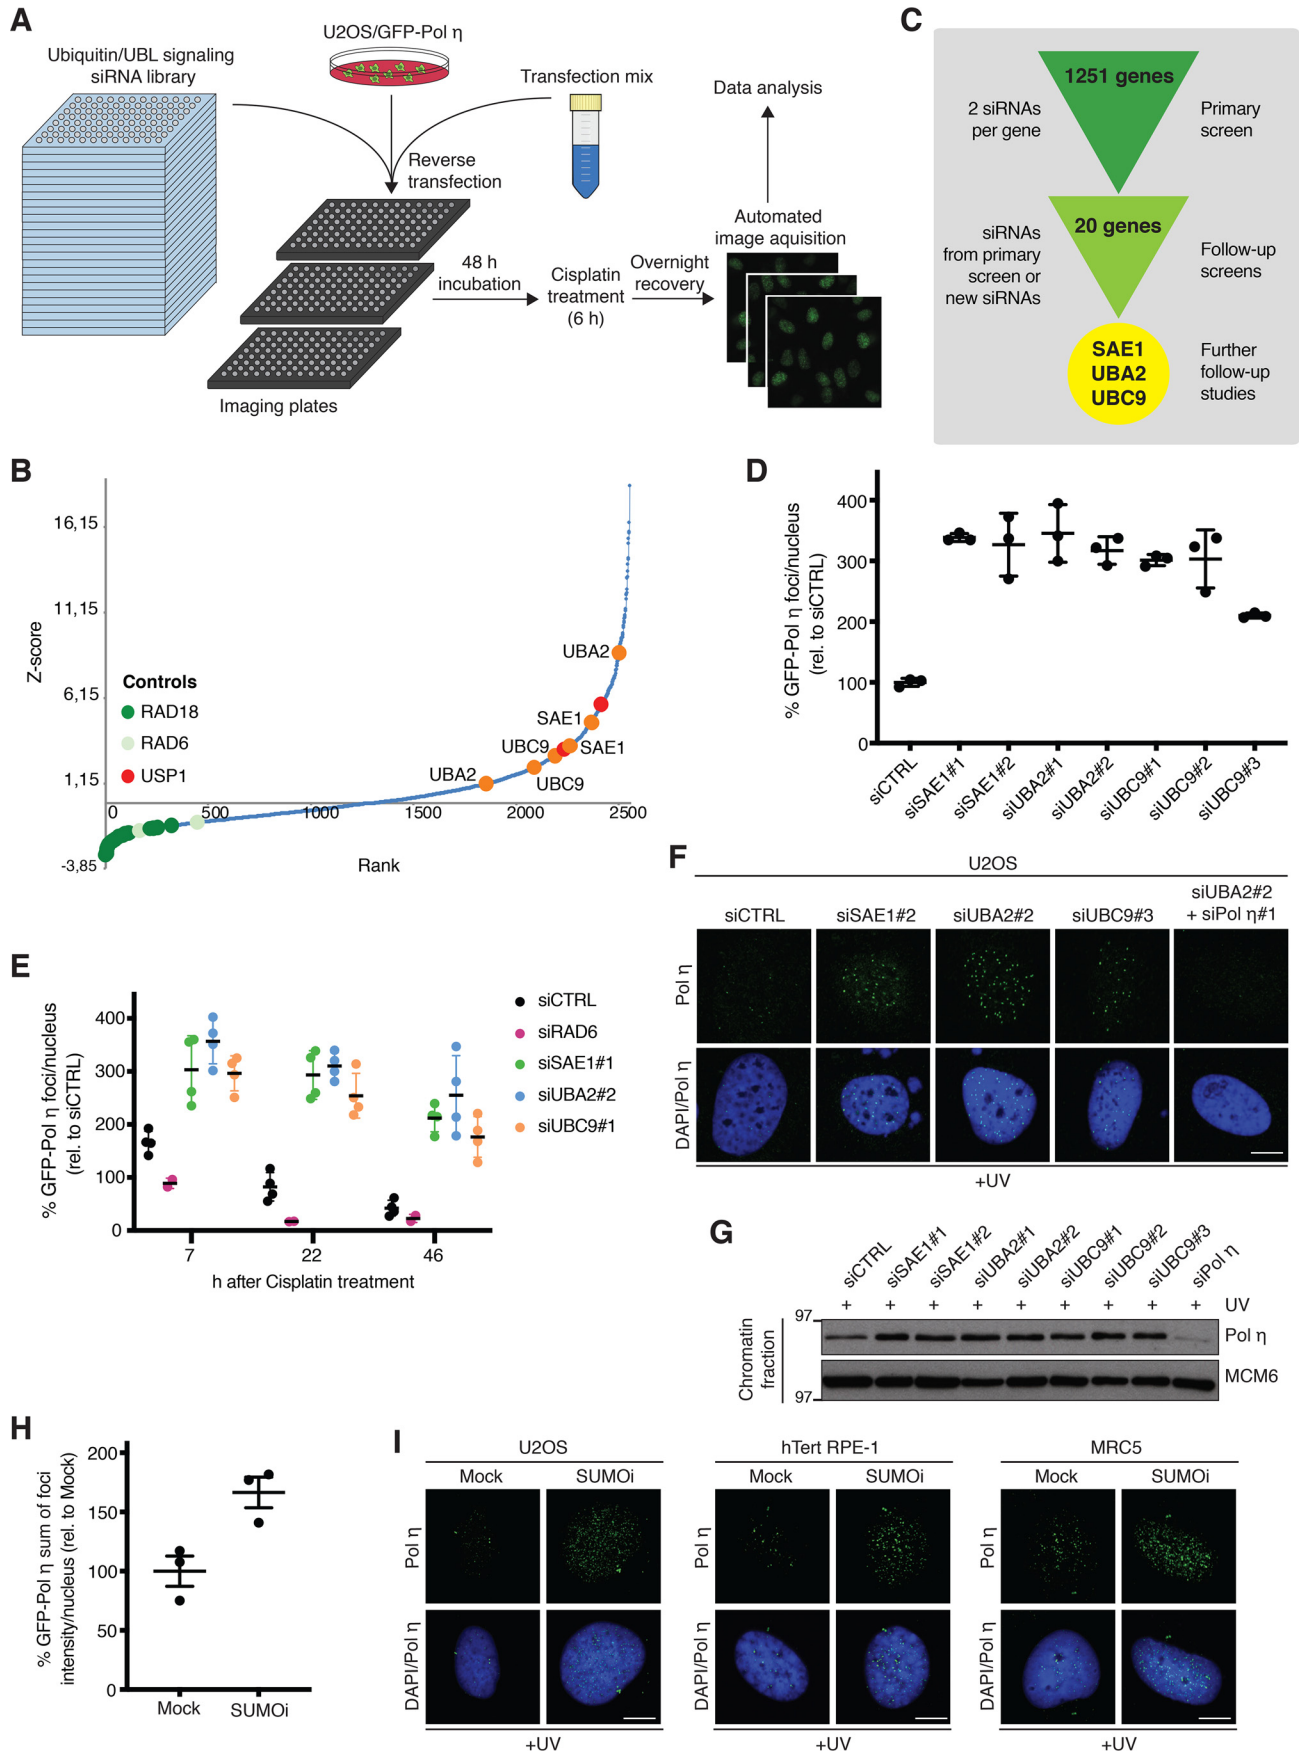 A
Ubiquitin/UBL signaling
siRNA library
U2OS/GFP-Pol η
Transfection mix
Reverse
transfection
Imaging plates
48 h
incubation
Cisplatin
treatment
(6 h)
Overnight
recovery
Automated
image aquisition
Data analysis
C
1251 genes
2 siRNAs
per gene
Primary
screen
20 genes
siRNAs
from primary
screen or
new siRNAs
Follow-up
screens
SAE1
UBA2
UBC9
Further
follow-up
studies
B
Z-score
16,15
11,15
6,15
1,15
-3,85
Controls
RAD18
RAD6
USP1
UBA2
SAE1
UBC9
SAE1
UBA2
UBC9
0
500
1000
1500
2000
2500
Rank
D
% GFP-Pol η foci/nucleus
(rel. to siCTRL)
400
300
200
100
0
siCTRL
siSAE1#1
siSAE1#2
siUBA2#1
siUBA2#2
siUBC9#1
siUBC9#2
siUBC9#3
E
% GFP-Pol η foci/nucleus
(rel. to siCTRL)
400
300
200
100
0
7
22
46
h after Cisplatin treatment
siCTRL
siRAD6
siSAE1#1
siUBA2#2
siUBC9#1
F
U2OS
siCTRL
siSAE1#2
siUBA2#2
siUBC9#3
siUBA2#2
+ siPol η#1
Pol η
DAPI/Pol η
+UV
G
siCTRL
siSAE1#1
siSAE1#2
siUBA2#1
siUBA2#2
siUBC9#1
siUBC9#2
siUBC9#3
siPol η
+ + + + + + + + + UV
97
Pol η
MCM6
97
Chromatin
fraction
H
% GFP-Pol η sum of foci
intensity/nucleus (rel. to Mock)
200
150
100
50
0
Mock
SUMOi
I
U2OS
hTert RPE-1
MRC5
Mock
SUMOi
Mock
SUMOi
Mock
SUMOi
Pol η
Pol η
Pol η
DAPI/Pol η
DAPI/Pol η
DAPI/Pol η
+UV
+UV
+UV